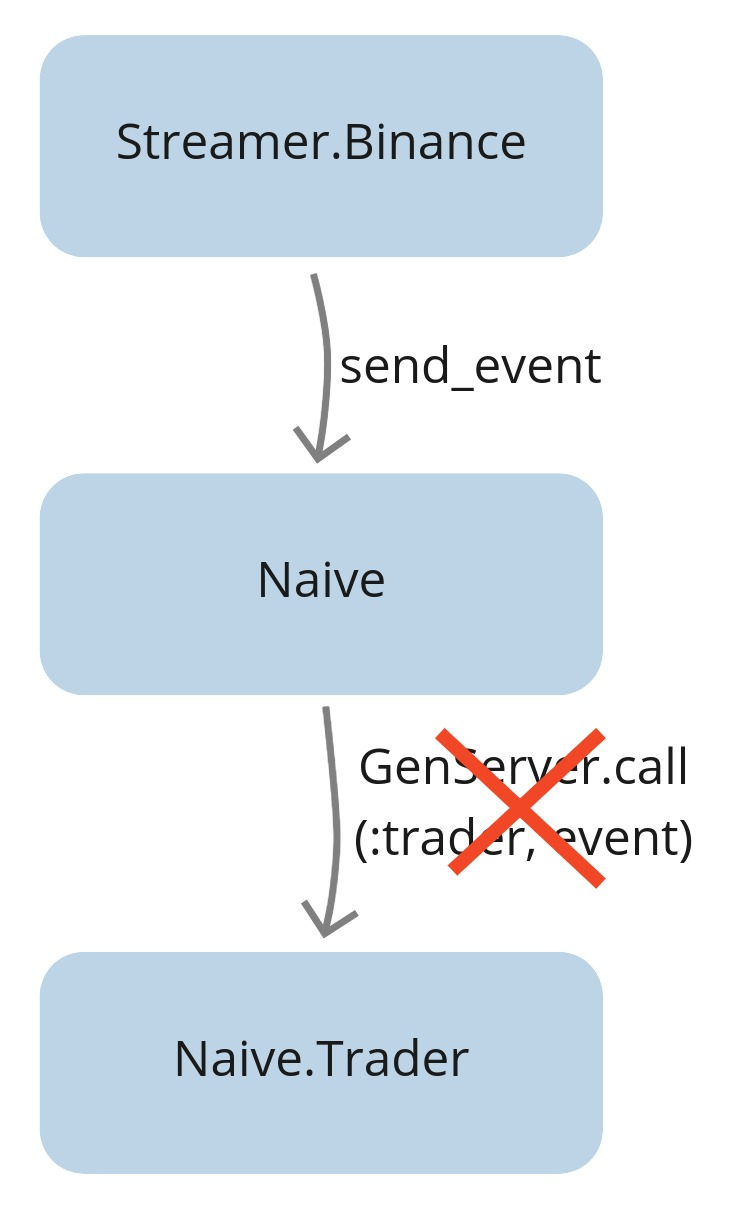 Streamer.Binance
send_event
Naive
GenServer.call
(:trader, event)
Naive.Trader